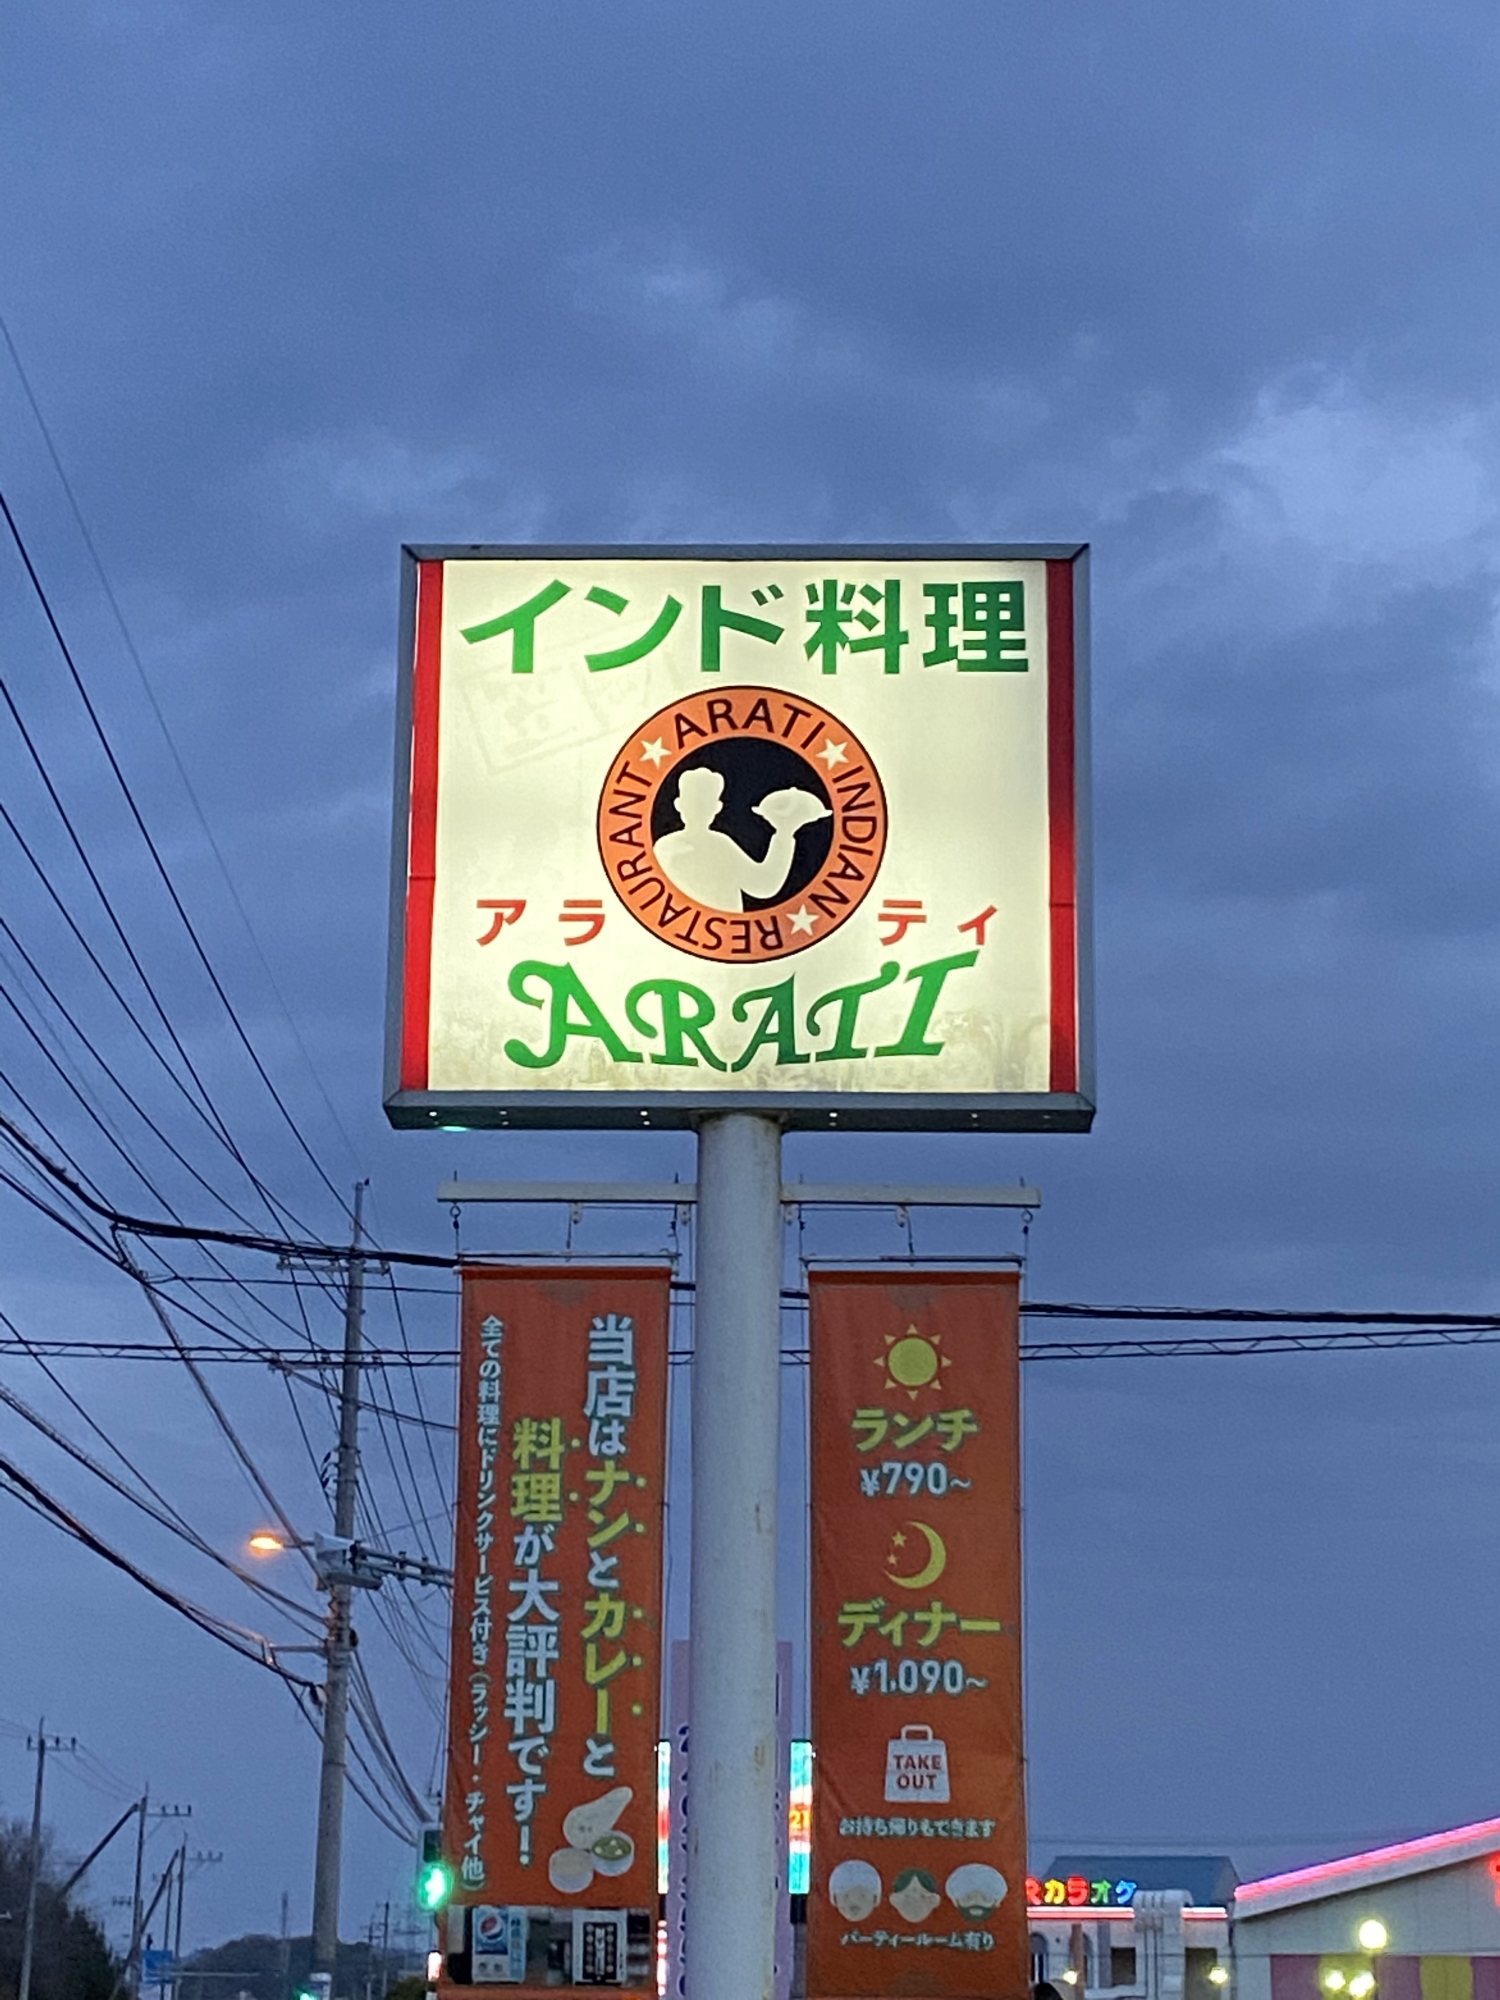 インド料理
ARATI INDIAN RESTAURANT
アラティ
ARATI
当店はナンとカレーと
料理が大評判です!
全ての料理にドリンクサービス付き(ラッシー・チャイ他)
ランチ
¥790~
ディナー
¥1,090~
TAKE
OUT
お持ち帰りもできます
パーティールーム有り
カラオケ
21